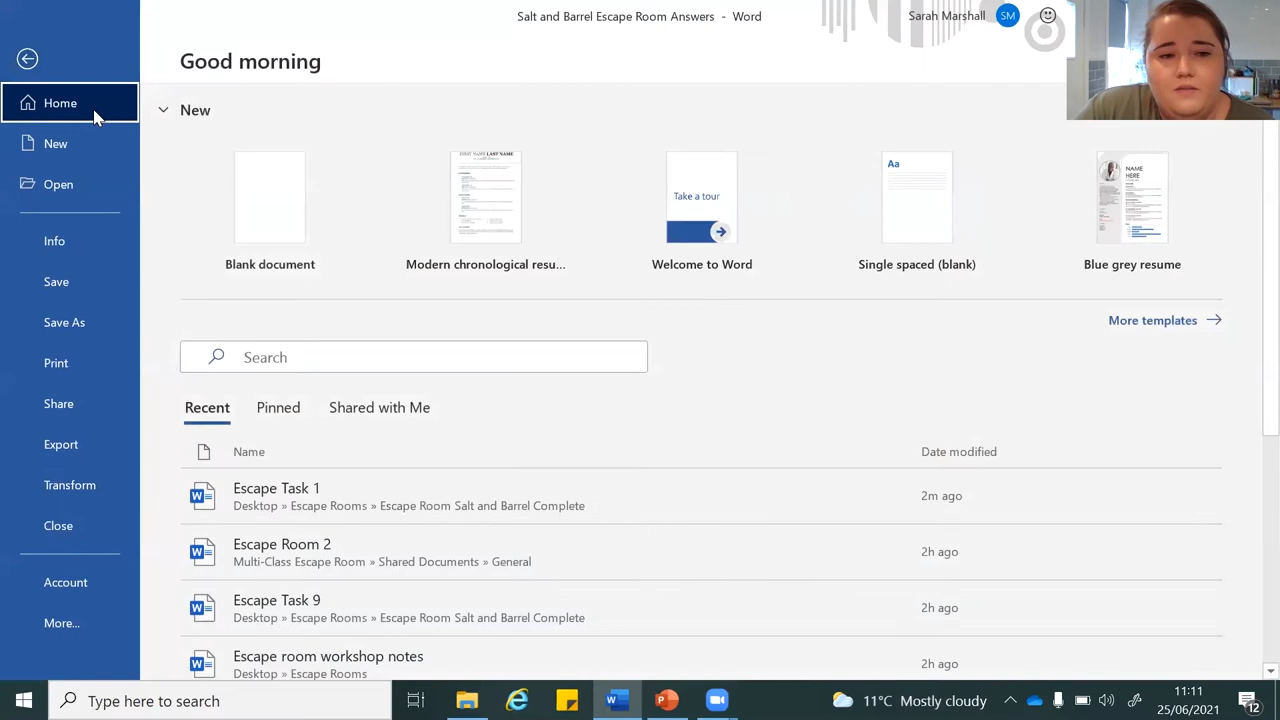 Salt and Barrel Escape Room Answers - Word
Sarah Marshall
SM
Good morning
Home
New
New
Open
FIRST NAME LAST NAME
Take a tour
Aa
NAME
HERE
Info
Blank document
Modern chronological resu...
Welcome to Word
Single spaced (blank)
Blue grey resume
Save
Save As
More templates
Search
Print
Share
Recent
Pinned
Shared with Me
Export
Name
Date modified
Transform
Escape Task 1
2m ago
Desktop » Escape Rooms » Escape Room Salt and Barrel Complete
Close
Escape Room 2
2h ago
Multi-Class Escape Room » Shared Documents » General
Account
Escape Task 9
2h ago
Desktop » Escape Rooms » Escape Room Salt and Barrel Complete
More...
Escape room workshop notes
2h ago
Desktop » Escape Rooms
Type here to search
11°C Mostly cloudy
11:11
25/06/2021
12